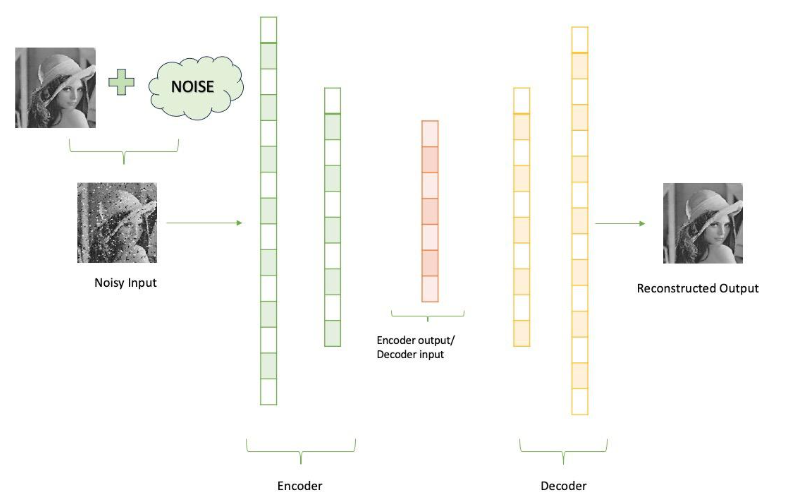 NOISE
Noisy Input
Encoder output/
Decoder input
Reconstructed Output
Encoder
Decoder